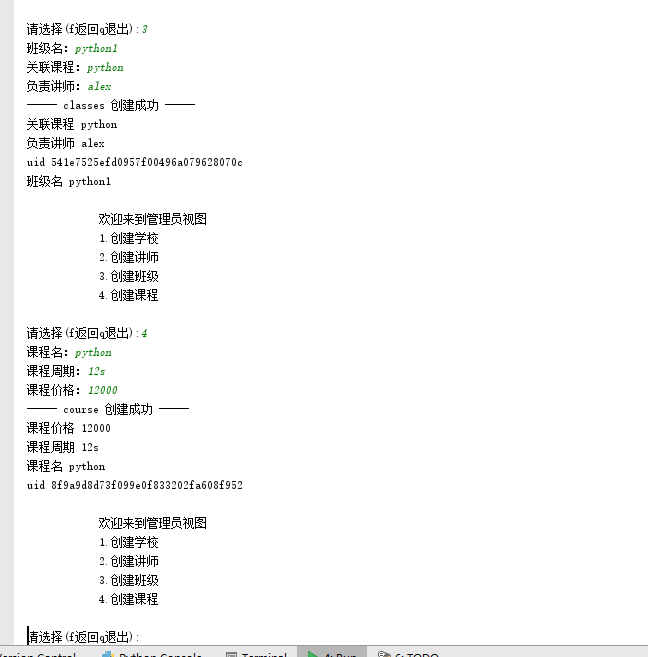 请选择(f返回q退出):3
班级名：python1
关联课程：python
负责讲师：alex
----- classes 创建成功 -----
关联课程 python
负责讲师 alex
uid 541e7525efd0957f00496a079628070c
班级名 python1
欢迎来到管理员视图
1.创建学校
2.创建讲师
3.创建班级
4.创建课程
请选择(f返回q退出):4
课程名：python
课程周期：12s
课程价格：12000
----- course 创建成功 -----
课程价格 12000
课程周期 12s
课程名 python
uid 8f9a9d8d73f099e0f833202fa608f952
欢迎来到管理员视图
1.创建学校
2.创建讲师
3.创建班级
4.创建课程
请选择(f返回q退出):
Version Control Python Console Terminal 4: Run 6: TODO